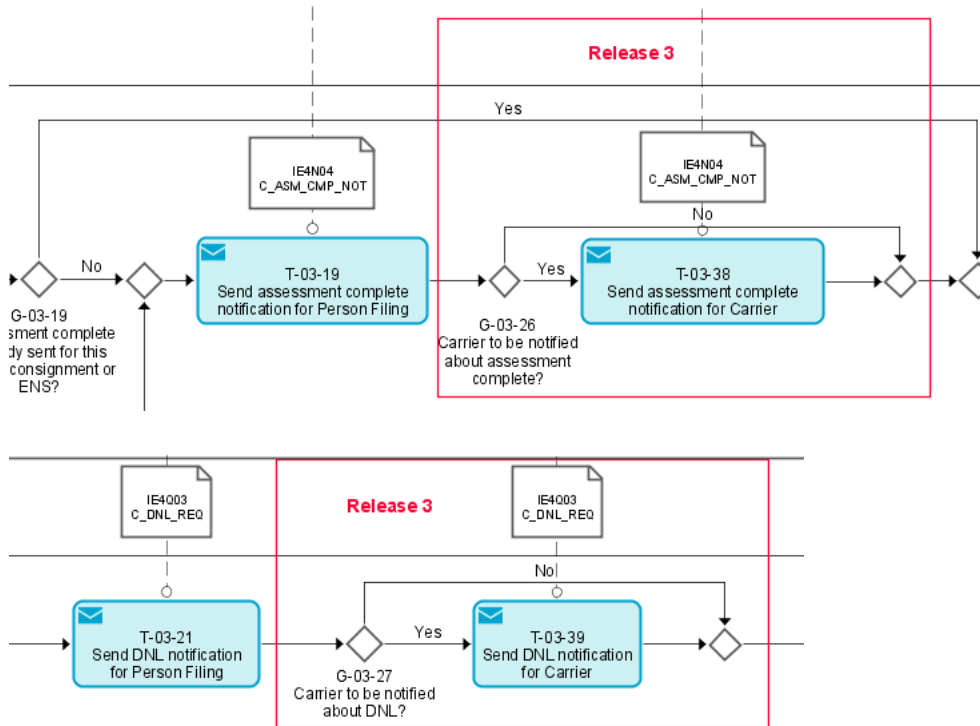 Release 3
Yes
IE4N04
C_ASM_CMP_NOT
IE4N04
C_ASM_CMP_NOT
No
No
T-03-19
Send assessment complete
notification for Person Filing
Yes
T-03-38
Send assessment complete
notification for Carrier
G-03-19
sment complete
dy sent for this
consignment or
ENS?
G-03-26
Carrier to be notified
about assessment
complete?
IE4Q03
C_DNL_REQ
Release 3
IE4Q03
C_DNL_REQ
No
T-03-21
Send DNL notification
for Person Filing
Yes
T-03-39
Send DNL notification
for Carrier
G-03-27
Carrier to be notified
about DNL?